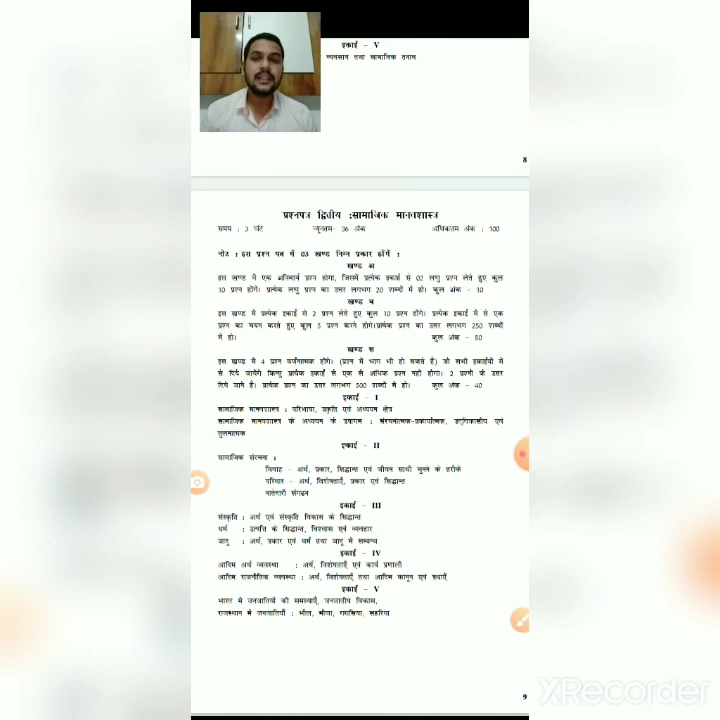 इकाई - V
व्यवसाय तथा सामाजिक तनाव
8
प्रश्नपत्र द्वितीय :सामाजिक मानवशास्त्र
समय : 3 घंटे न्यूनतम- 36 अंक अधिकतम अंक : 100
नोट : इस प्रश्न पत्र में 03 खण्ड निम्न प्रकार होंगें :
खण्ड अ
इस खण्ड में एक अनिवार्य प्रश्न होगा, जिसमें प्रत्येक इकाई से 02 लघु प्रश्न लेते हुए कूल
10 प्रश्न होंगें। प्रत्येक लघु प्रश्न का उत्तर लगभग 20 शब्दों में हो। कूल अंक - 10
खण्ड ब
इस खण्ड में प्रत्येक इकाई से 2 प्रश्न लेते हुए कूल 10 प्रश्न होंगें। प्रत्येक इकाई में से एक
प्रश्न का चयन करते हुए कूल 5 प्रश्न करने होगें।प्रत्येक प्रश्न का उत्तर लगभग 250 शब्दों
में हो। कूल अंक - 50
खण्ड स
इस खण्ड में 4 प्रश्न वर्णनात्मक होंगें। (प्रश्न में भाग भी हो सकते है) जो सभी इकाईयों में
से दिये जायेंगें किन्तु प्रत्येक इकाई से एक से अधिक प्रश्न नही होगा। 2 प्रश्नों के उत्तर
दिये जाने है। प्रत्येक प्रश्न का उत्तर लगभग 500 शब्दों में हो। कूल अंक - 40
इकाई - I
सामाजिक मानवशास्त्र : परिभाषा, प्रकृति एवं अध्ययन क्षेत्र
सामाजिक मानवशास्त्र के अध्ययन के उपागम : संरचनात्मक-प्रकार्यात्मक, उद्विकासीय एवं
तुलनात्मक
इकाई - II
सामाजिक संरचना :
विवाह - अर्थ, प्रकार, सिद्धान्त एवं जीवन साथी चुनने के तरीके
परिवार - अर्थ, विशेषताएँ, प्रकार एवं सिद्धान्त
नातेदारी संगठन
इकाई - III
संस्कृति : अर्थ एवं संस्कृति विकास के सिद्धान्त
धर्म : उत्पत्ति के सिद्धान्त, विश्वास एवं व्यवहार
जादू : अर्थ, प्रकार एवं धर्म तथा जादू में सम्बन्ध
इकाई - IV
आदिम अर्थ व्यवस्था : अर्थ, विशेषताएँ एवं कार्य प्रणाली
आदिम राजनैतिक व्यवस्था : अर्थ, विशेषताएँ तथा आदिम कानून एवं प्रथाएँ
इकाई - V
भारत में जनजातियों की समस्याएँ, जनजातीय विकास,
राजस्थान में जनजातियाँ : भील, मीणा, गरासिया, सहरिया
9
XRecorder